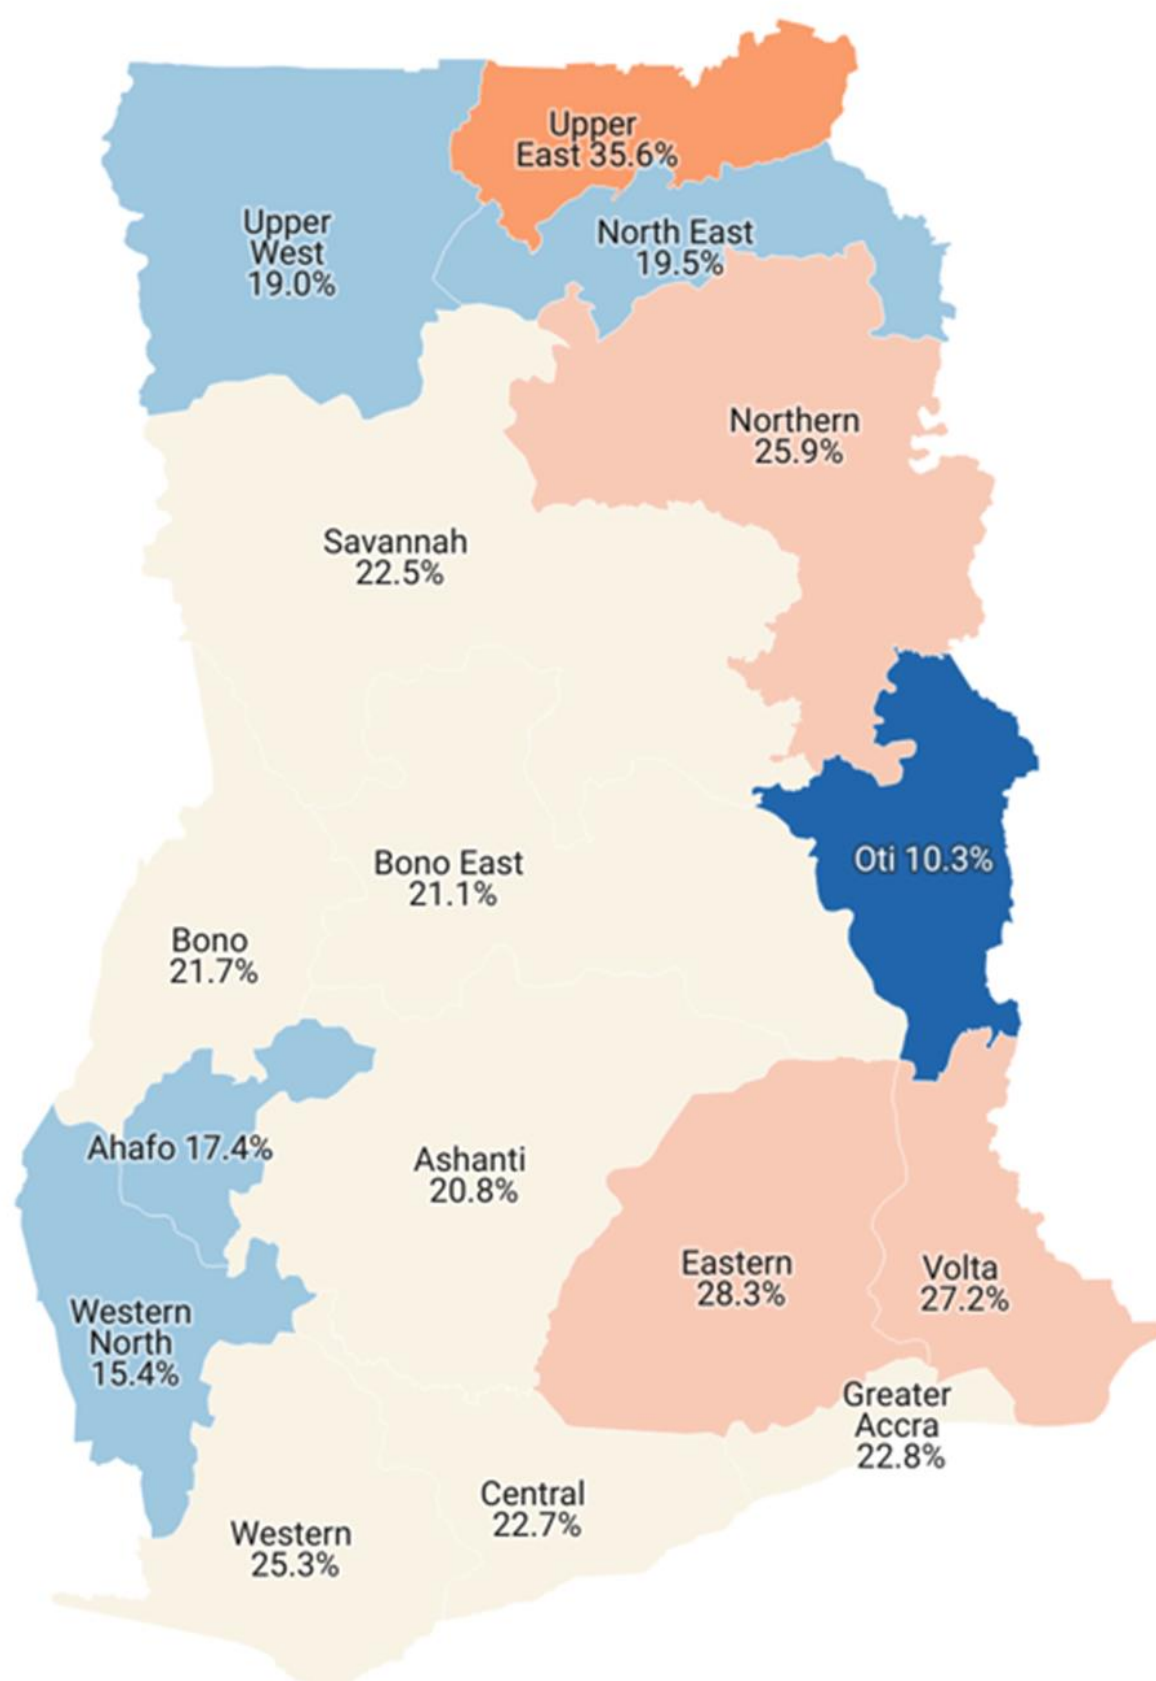 Upper
East 35.6%
Upper
West
19.0%
North East
19.5%
Northern
25.9%
Savannah
22.5%
Oti 10.3%
Bono East
21.1%
Bono
21.7%
Ahafo 17.4%
Ashanti
20.8%
Eastern
28.3%
Volta
27.2%
Western
North
15.4%
Greater
Accra
22.8%
Central
22.7%
Western
25.3%